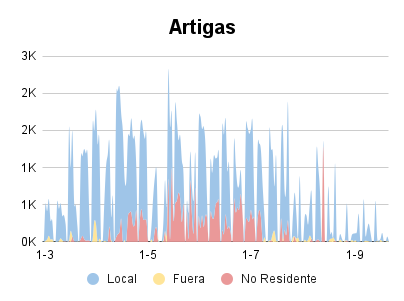 Artigas
3K
2K
2K
1K
1K
0K
1-3 1-5 1-7 1-9
Local Fuera No Residente